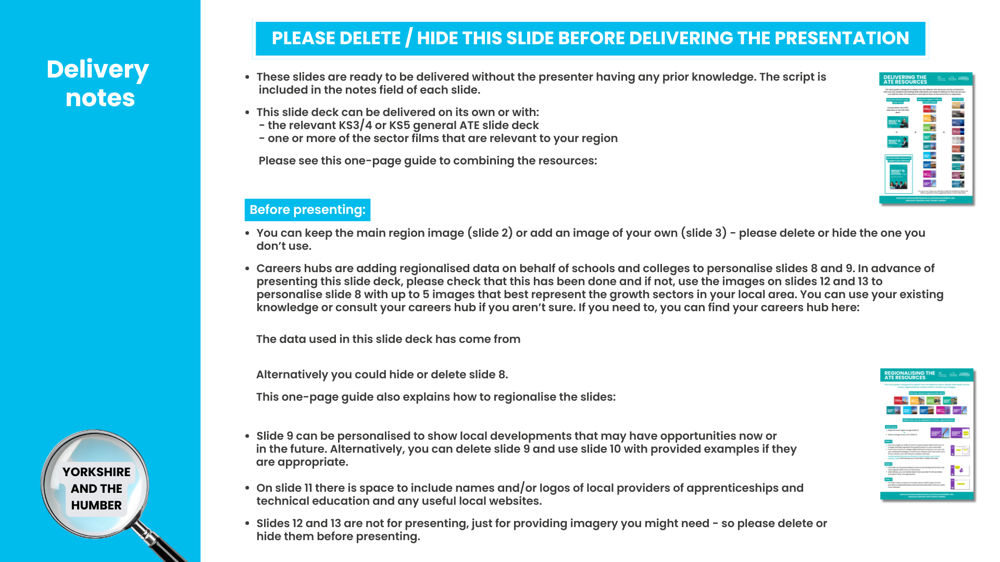 Delivery
notes
PLEASE DELETE / HIDE THIS SLIDE BEFORE DELIVERING THE PRESENTATION
• These slides are ready to be delivered without the presenter having any prior knowledge. The script is
included in the notes field of each slide.
• This slide deck can be delivered on its own or with:
- the relevant KS3/4 or KS5 general ATE slide deck
- one or more of the sector films that are relevant to your region
Please see this one-page guide to combining the resources:
DELIVERING THE
ATE RESOURCES
WHAT IS
WHAT IS
WHAT IS
Before presenting:
• You can keep the main region image (slide 2) or add an image of your own (slide 3) - please delete or hide the one you
don’t use.
• Careers hubs are adding regionalised data on behalf of schools and colleges to personalise slides 8 and 9. In advance of
presenting this slide deck, please check that this has been done and if not, use the images on slides 12 and 13 to
personalise slide 8 with up to 5 images that best represent the growth sectors in your local area. You can use your existing
knowledge or consult your careers hub if you aren’t sure. If you need to, you can find your careers hub here:
The data used in this slide deck has come from
Alternatively you could hide or delete slide 8.
This one-page guide also explains how to regionalise the slides:
REGIONALISING THE
ATE RESOURCES
• Slide 9 can be personalised to show local developments that may have opportunities now or
in the future. Alternatively, you can delete slide 9 and use slide 10 with provided examples if they
are appropriate.
• On slide 11 there is space to include names and/or logos of local providers of apprenticeships and
technical education and any useful local websites.
• Slides 12 and 13 are not for presenting, just for providing imagery you might need - so please delete or
hide them before presenting.
YORKSHIRE
AND THE
HUMBER